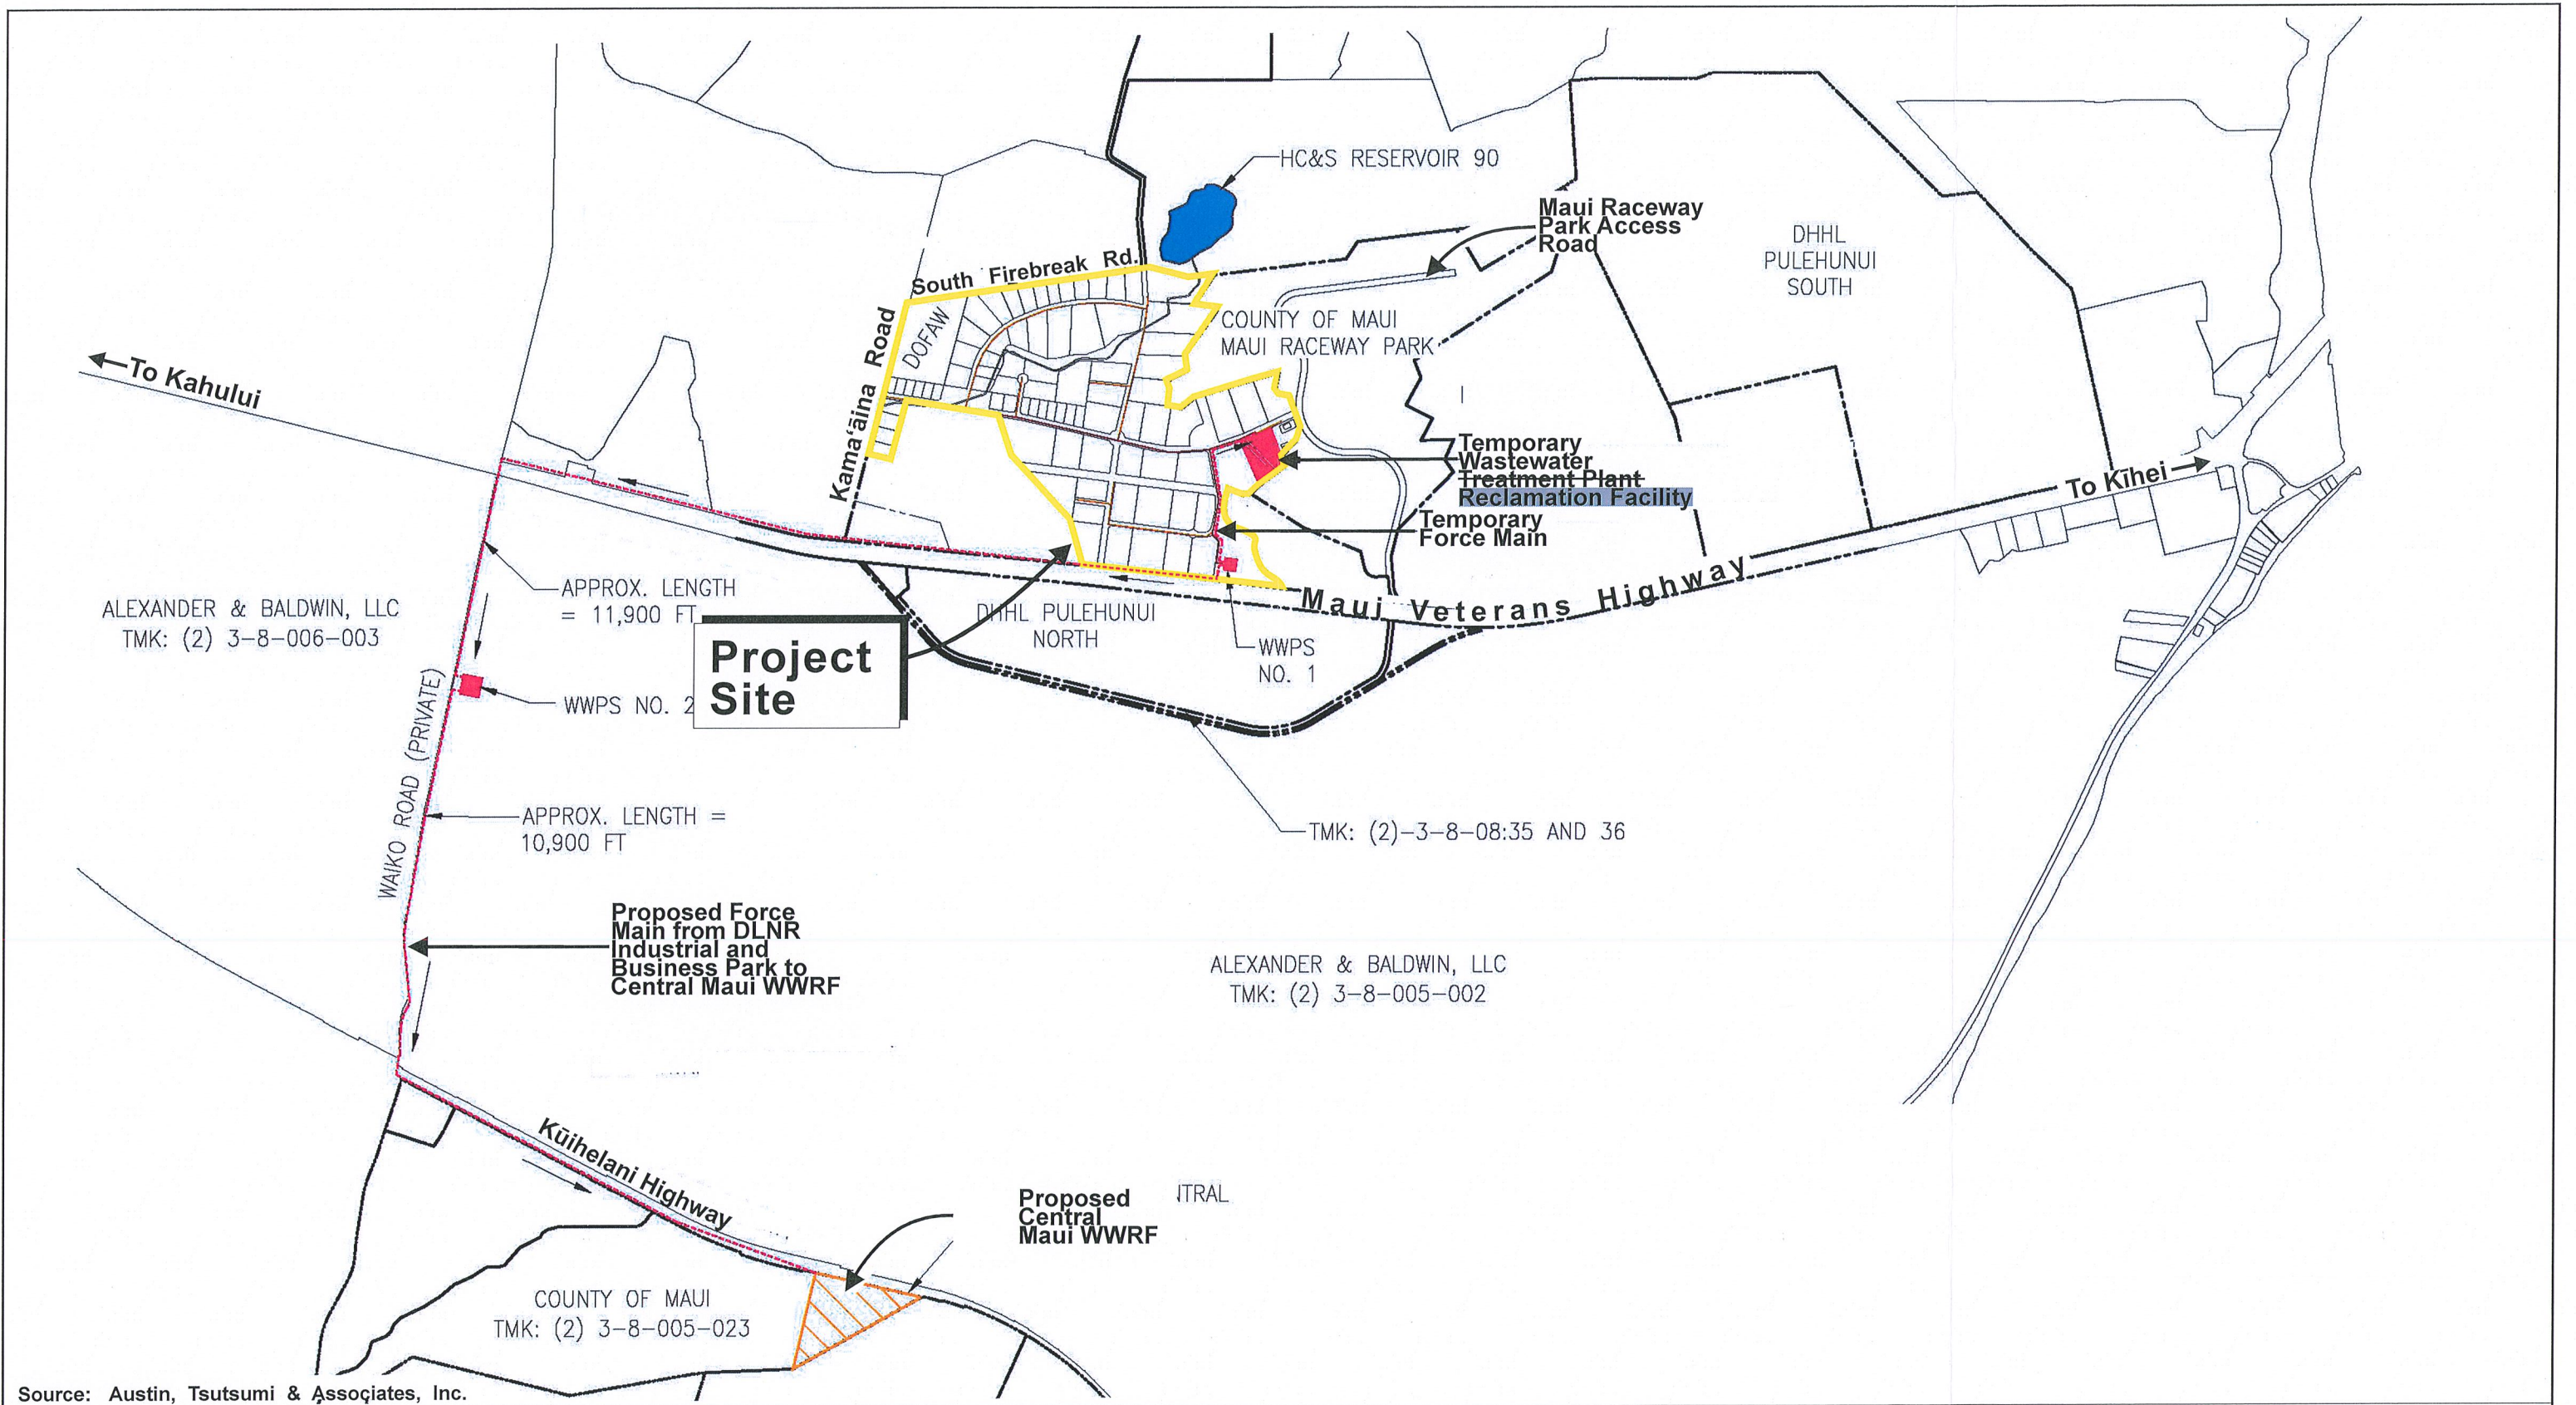 HC&S RESERVOIR 90
Maui Raceway
Park Access
Road
DHHL
PULEHUNUI
SOUTH
South Firebreak Rd.
DOFAW
COUNTY OF MAUI
MAUI RACEWAY PARK
Kama‘āina Road
To Kahului
Temporary
Wastewater
Treatment Plant
Reclamation Facility
Temporary
Force Main
To Kīhei
Maui Veterans Highway
APPROX. LENGTH
= 11,900 FT
ALEXANDER & BALDWIN, LLC
TMK: (2) 3-8-006-003
DHHL PULEHUNUI
NORTH
WWPS
NO. 1
Project
Site
WWPS NO. 2
WAIKO ROAD (PRIVATE)
APPROX. LENGTH =
10,900 FT
TMK: (2)-3-8-08:35 AND 36
Proposed Force
Main from DLNR
Industrial and
Business Park to
Central Maui WWRF
ALEXANDER & BALDWIN, LLC
TMK: (2) 3-8-005-002
Kūihelani Highway
Proposed
Central
Maui WWRF
NTRAL
COUNTY OF MAUI
TMK: (2) 3-8-005-023
Source: Austin, Tsutsumi & Associates, Inc.